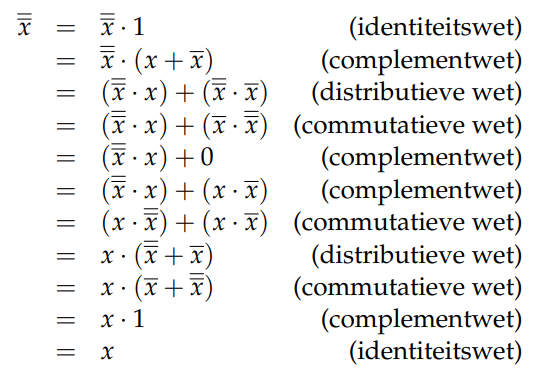 x̿ = x̿ · 1 (identiteitswet)
= x̿ · (x + x̅) (complementwet)
= (x̿ · x) + (x̿ · x̅) (distributieve wet)
= (x̿ · x) + (x̅ · x̿) (commutatieve wet)
= (x̿ · x) + 0 (complementwet)
= (x̿ · x) + (x · x̅) (complementwet)
= (x · x̿) + (x · x̅) (commutatieve wet)
= x · (x̿ + x̅) (distributieve wet)
= x · (x̅ + x̿) (commutatieve wet)
= x · 1 (complementwet)
= x (identiteitswet)